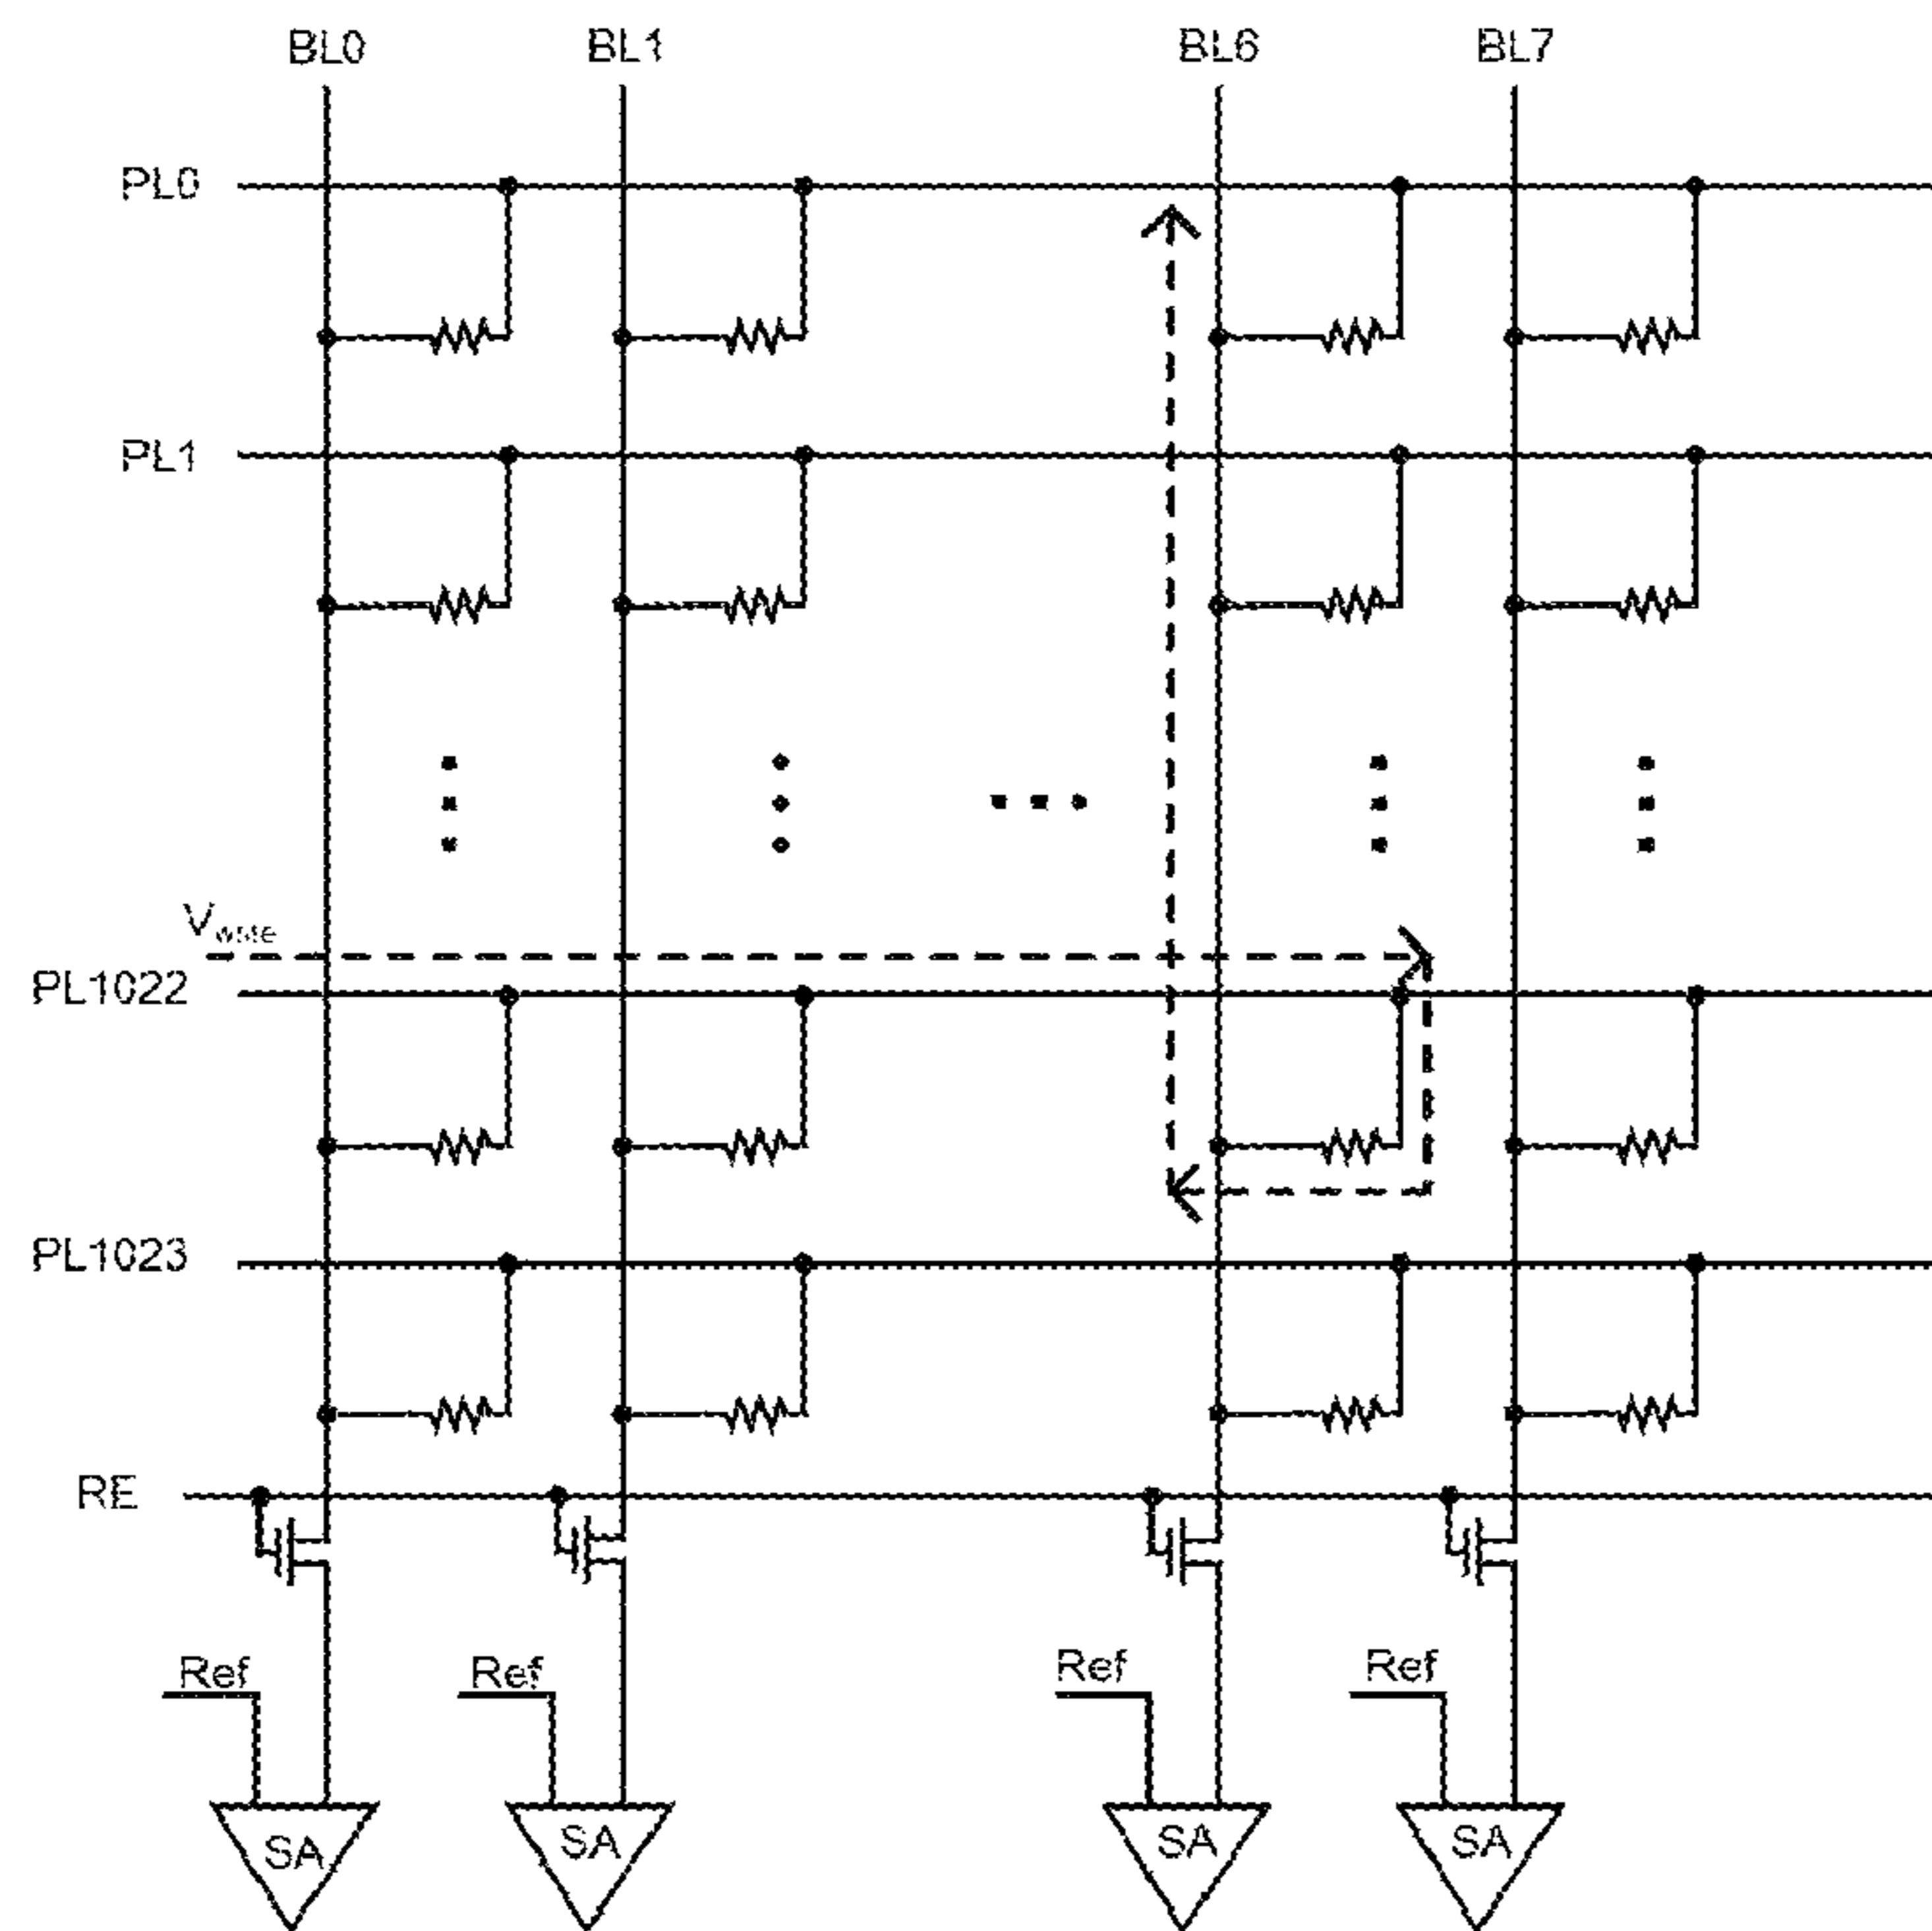 BL0 BL1 BL6 BL7
PL0
PL1
Vwrite
PL1022
PL1023
RE
Ref Ref Ref Ref
SA SA SA SA